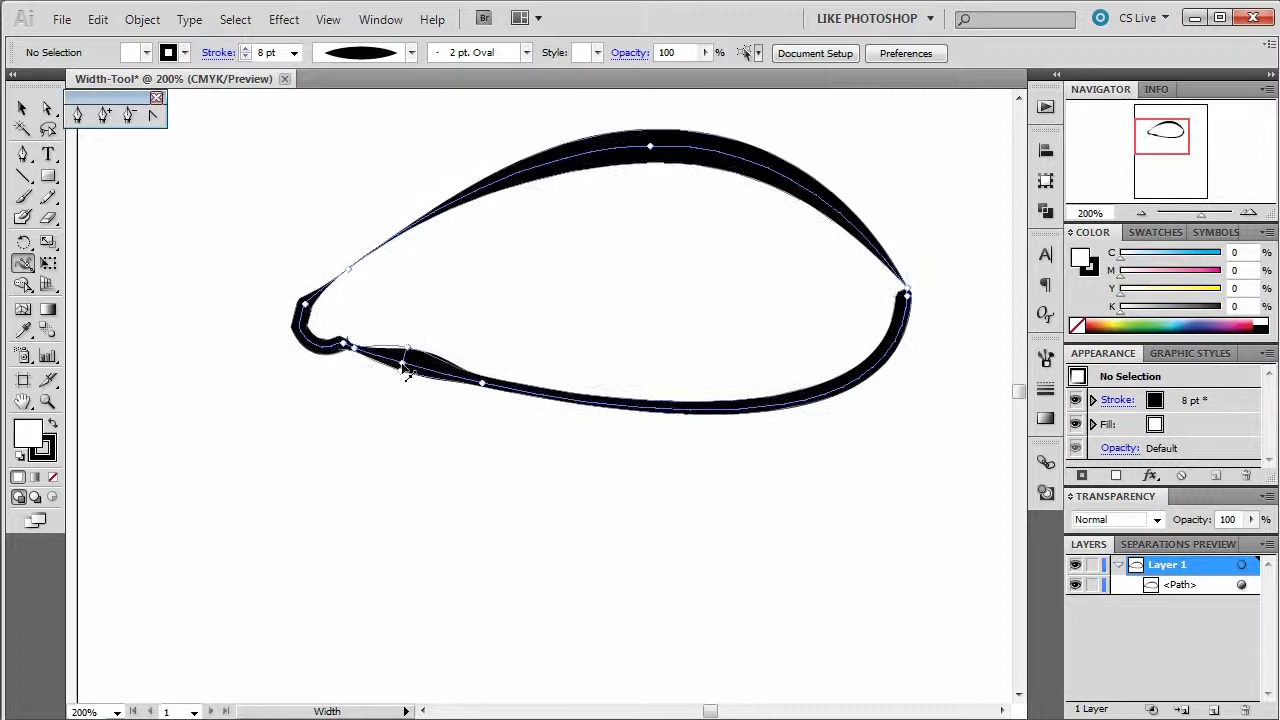 Ai File Edit Object Type Select Effect View Window Help Br LIKE PHOTOSHOP CS Live
No Selection Stroke: 8 pt 2 pt. Oval Style: Opacity: 100 % Document Setup Preferences
Width-Tool* @ 200% (CMYK/Preview)
NAVIGATOR INFO
200%
COLOR SWATCHES SYMBOLS
C 0 %
M 0 %
Y 0 %
K 0 %
APPEARANCE GRAPHIC STYLES
No Selection
Stroke: 8 pt *
Fill:
Opacity: Default
TRANSPARENCY
Normal Opacity: 100 %
LAYERS SEPARATIONS PREVIEW
Layer 1
<Path>
1 Layer
200% 1 Width